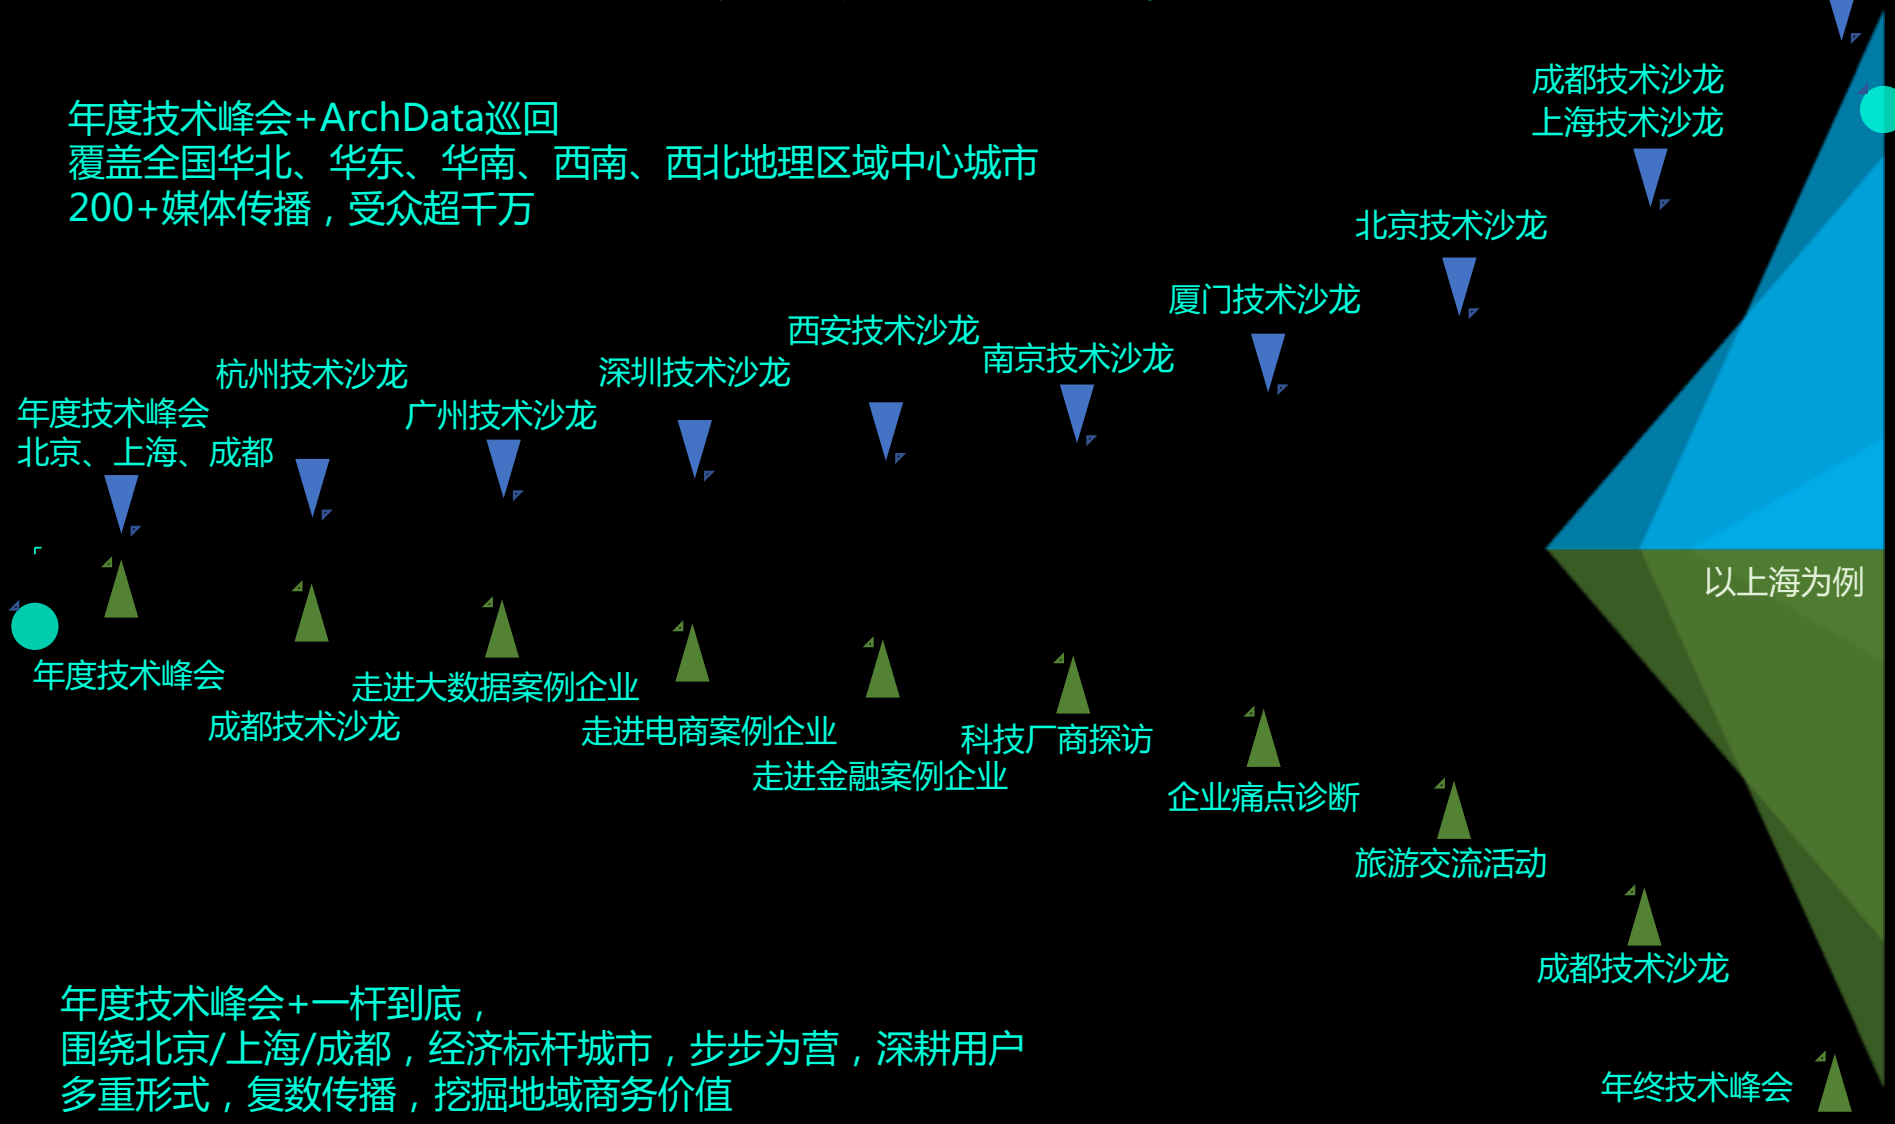 年度技术峰会+ArchData巡回
覆盖全国华北、华东、华南、西南、西北地理区域中心城市
200+媒体传播，受众超千万
成都技术沙龙
上海技术沙龙
北京技术沙龙
厦门技术沙龙
西安技术沙龙
南京技术沙龙
深圳技术沙龙
杭州技术沙龙
广州技术沙龙
年度技术峰会
北京、上海、成都
以上海为例
年度技术峰会
成都技术沙龙
走进大数据案例企业
走进电商案例企业
走进金融案例企业
科技厂商探访
企业痛点诊断
旅游交流活动
成都技术沙龙
年终技术峰会
年度技术峰会+一杆到底，
围绕北京/上海/成都，经济标杆城市，步步为营，深耕用户
多重形式，复数传播，挖掘地域商务价值